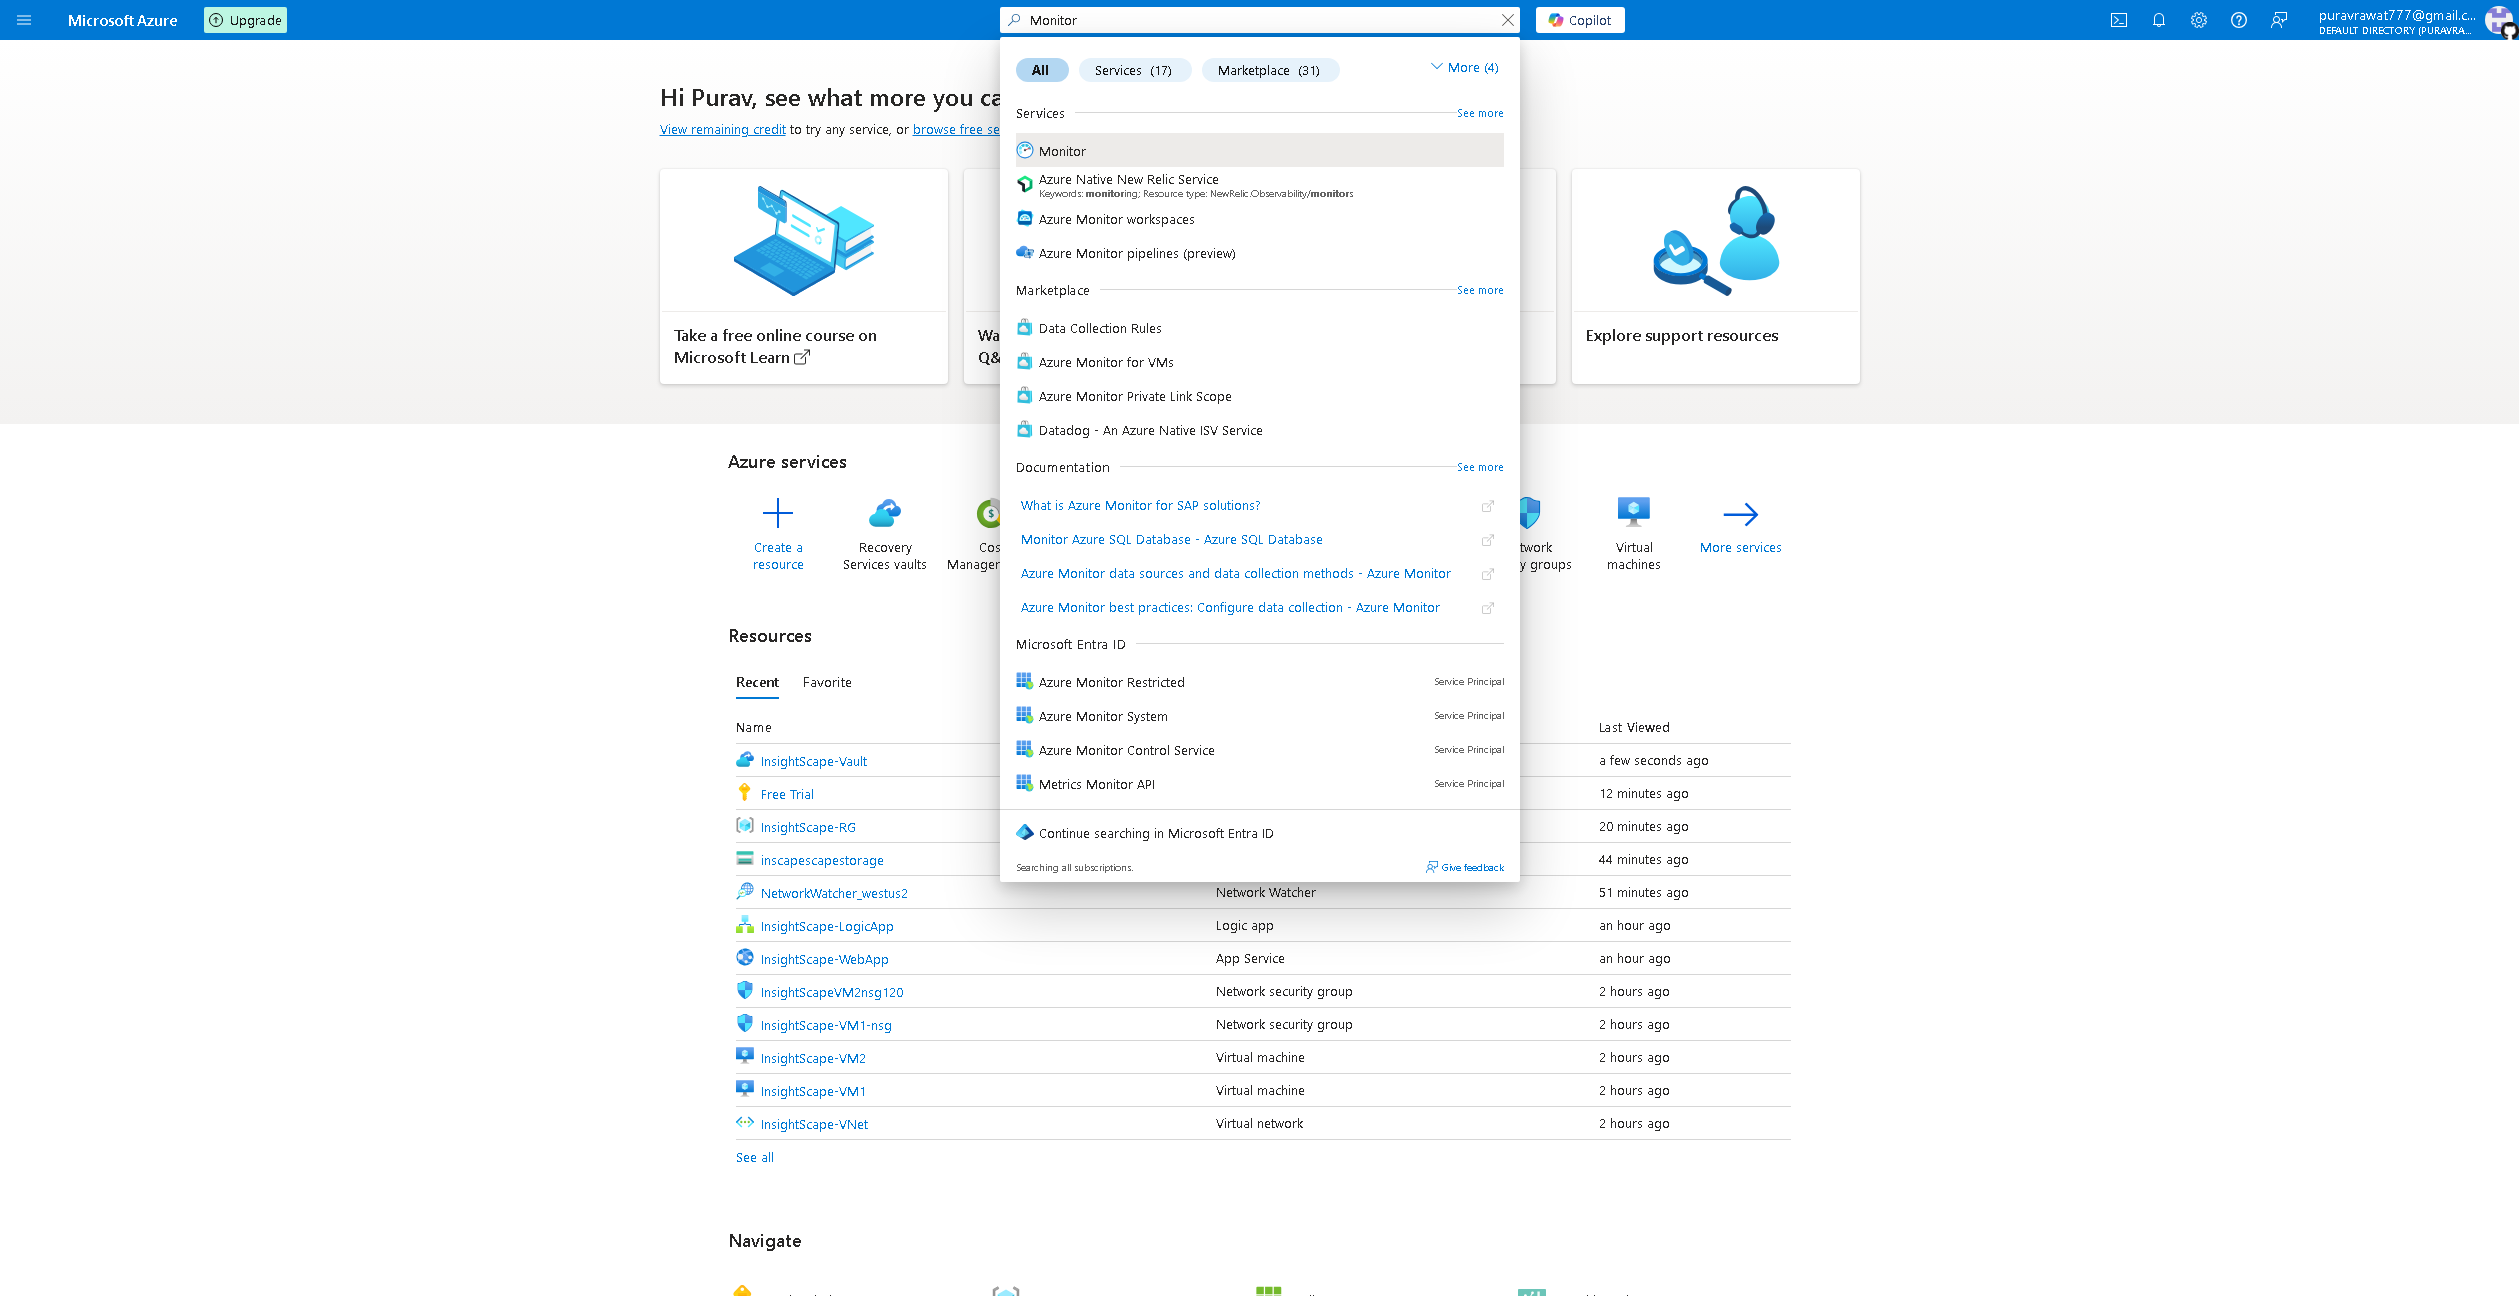 Microsoft Azure
Upgrade
Monitor
Copilot
puravrawat777@gmail.c...
DEFAULT DIRECTORY (PURAVRA...
All
Services (17)
Marketplace (31)
More (4)
Hi Purav, see what more you ca
View remaining credit to try any service, or browse free se
Services
See more
Monitor
Azure Native New Relic Service
Keywords: monitoring; Resource type: NewRelic.Observability/monitors
Azure Monitor workspaces
Azure Monitor pipelines (preview)
Marketplace
See more
Data Collection Rules
Azure Monitor for VMs
Azure Monitor Private Link Scope
Datadog - An Azure Native ISV Service
Documentation
See more
What is Azure Monitor for SAP solutions?
Monitor Azure SQL Database - Azure SQL Database
Azure Monitor data sources and data collection methods - Azure Monitor
Azure Monitor best practices: Configure data collection - Azure Monitor
Microsoft Entra ID
Azure Monitor Restricted
Service Principal
Azure Monitor System
Service Principal
Azure Monitor Control Service
Service Principal
Metrics Monitor API
Service Principal
Continue searching in Microsoft Entra ID
Searching all subscriptions.
Give feedback
Take a free online course on
Microsoft Learn
Wa
Q&
Explore support resources
Azure services
Create a
resource
Recovery
Services vaults
Cos
Managem
twork
y groups
Virtual
machines
More services
Resources
Recent
Favorite
Name
Last Viewed
InsightScape-Vault
a few seconds ago
Free Trial
12 minutes ago
InsightScape-RG
20 minutes ago
inscapescapestorage
44 minutes ago
NetworkWatcher_westus2
Network Watcher
51 minutes ago
InsightScape-LogicApp
Logic app
an hour ago
InsightScape-WebApp
App Service
an hour ago
InsightScapeVM2nsg120
Network security group
2 hours ago
InsightScape-VM1-nsg
Network security group
2 hours ago
InsightScape-VM2
Virtual machine
2 hours ago
InsightScape-VM1
Virtual machine
2 hours ago
InsightScape-VNet
Virtual network
2 hours ago
See all
Navigate